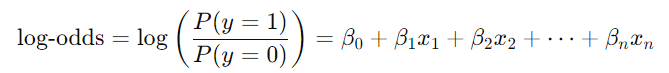 log-odds = log ( P(y = 1) / P(y = 0) ) = β₀ + β₁x₁ + β₂x₂ + ··· + βₙxₙ